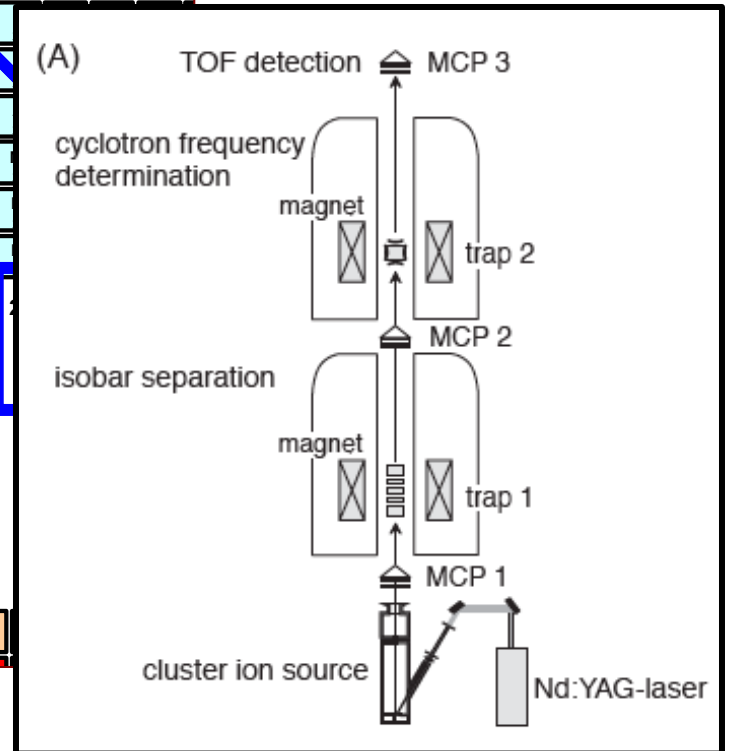 (A)
TOF detection MCP 3
cyclotron frequency
determination
magnet
trap 2
MCP 2
isobar separation
magnet
trap 1
MCP 1
cluster ion source
Nd:YAG-laser